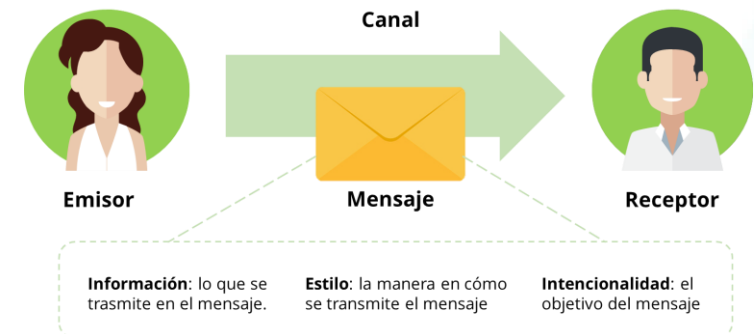 Canal
Emisor
Mensaje
Receptor
Información: lo que se
trasmite en el mensaje.
Estilo: la manera en cómo
se transmite el mensaje
Intencionalidad: el
objetivo del mensaje